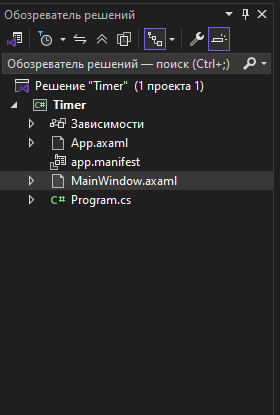 Обозреватель решений
Обозреватель решений — поиск (Ctrl+;)
Решение "Timer" (1 проекта 1)
C# Timer
Зависимости
App.axaml
app.manifest
MainWindow.axaml
C# Program.cs